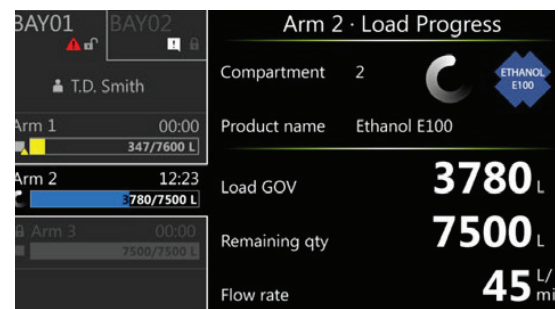 BAY01 BAY02
T.D. Smith
Arm 1 00:00
347/7600 L
Arm 2 12:23
3780/7500 L
Arm 3 00:00
7500/7500 L
Arm 2 · Load Progress
Compartment 2
ETHANOL
E100
Product name Ethanol E100
Load GOV 3780 L
Remaining qty 7500 L
Flow rate 45 L/
mi